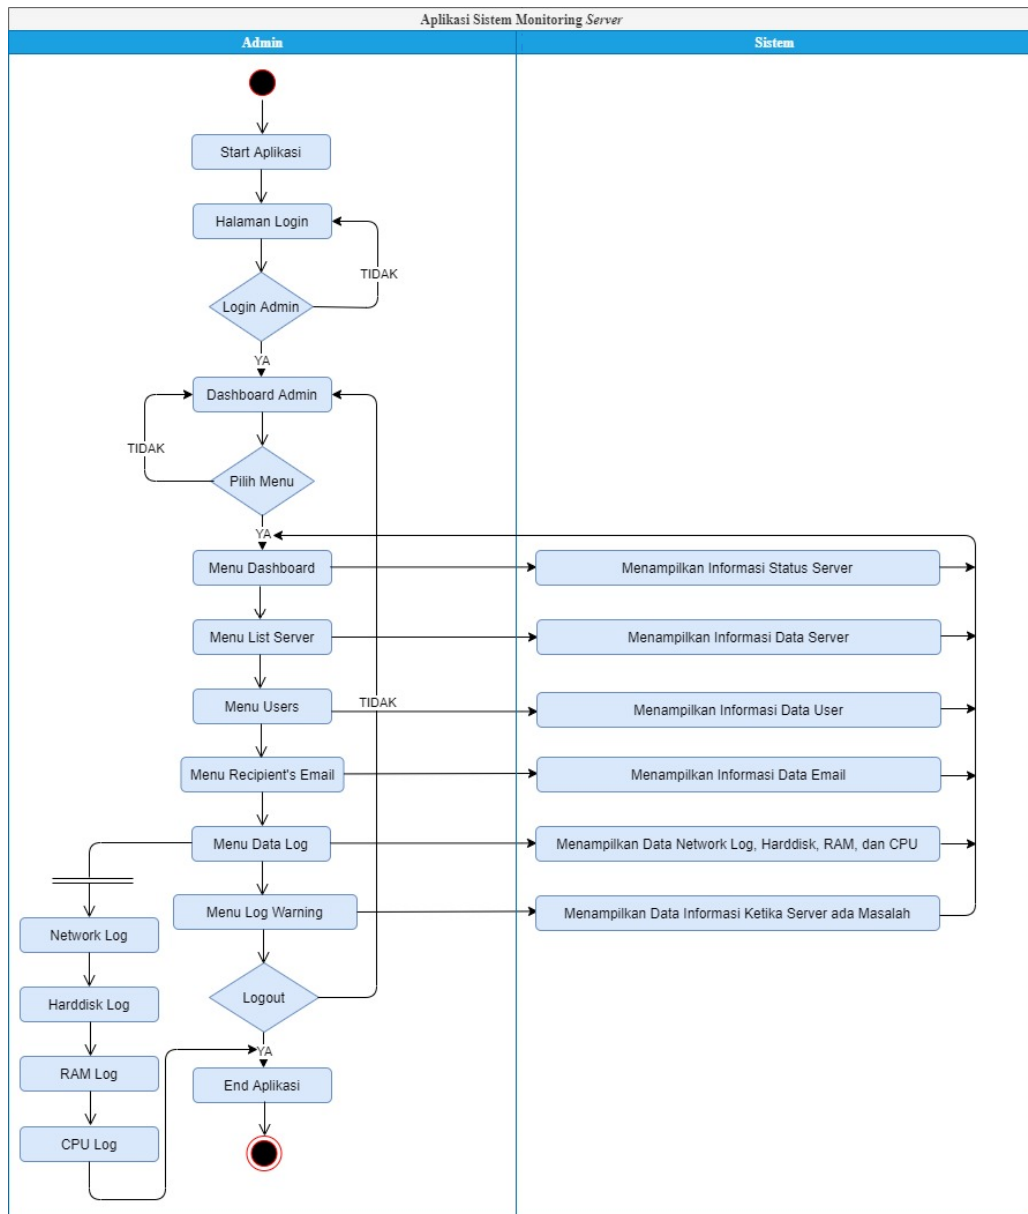 Aplikasi Sistem Monitoring Server
Admin
Sistem
Start Aplikasi
Halaman Login
TIDAK
Login Admin
YA
Dashboard Admin
TIDAK
Pilih Menu
YA
Menu Dashboard
Menampilkan Informasi Status Server
Menu List Server
Menampilkan Informasi Data Server
Menu Users
TIDAK
Menampilkan Informasi Data User
Menu Recipient's Email
Menampilkan Informasi Data Email
Menu Data Log
Menampilkan Data Network Log, Harddisk, RAM, dan CPU
Menu Log Warning
Menampilkan Data Informasi Ketika Server ada Masalah
Network Log
Harddisk Log
Logout
YA
RAM Log
End Aplikasi
CPU Log